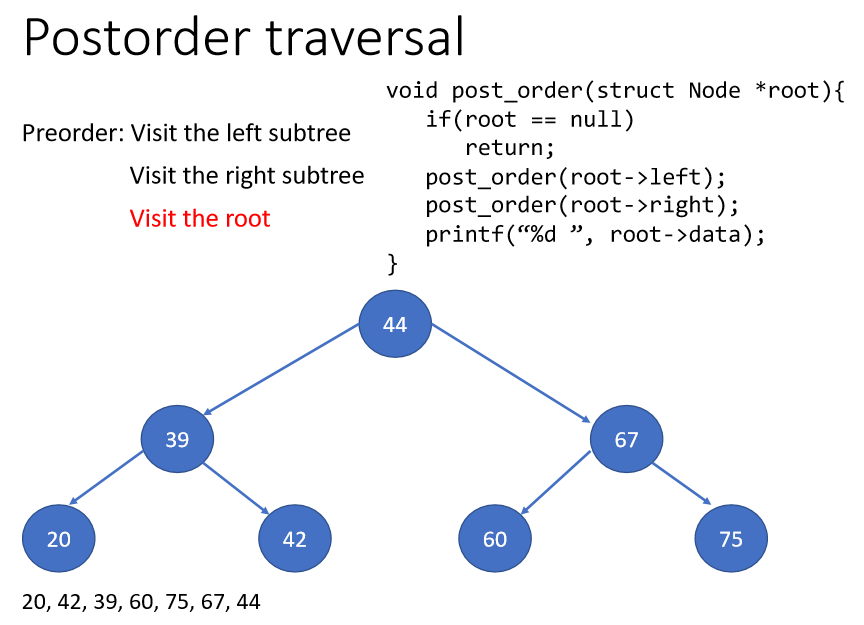 Postorder traversal
Preorder: Visit the left subtree
Visit the right subtree
Visit the root
void post_order(struct Node *root){
if(root == null)
return;
post_order(root->left);
post_order(root->right);
printf(“%d ”, root->data);
}
44
39
67
20
42
60
75
20, 42, 39, 60, 75, 67, 44